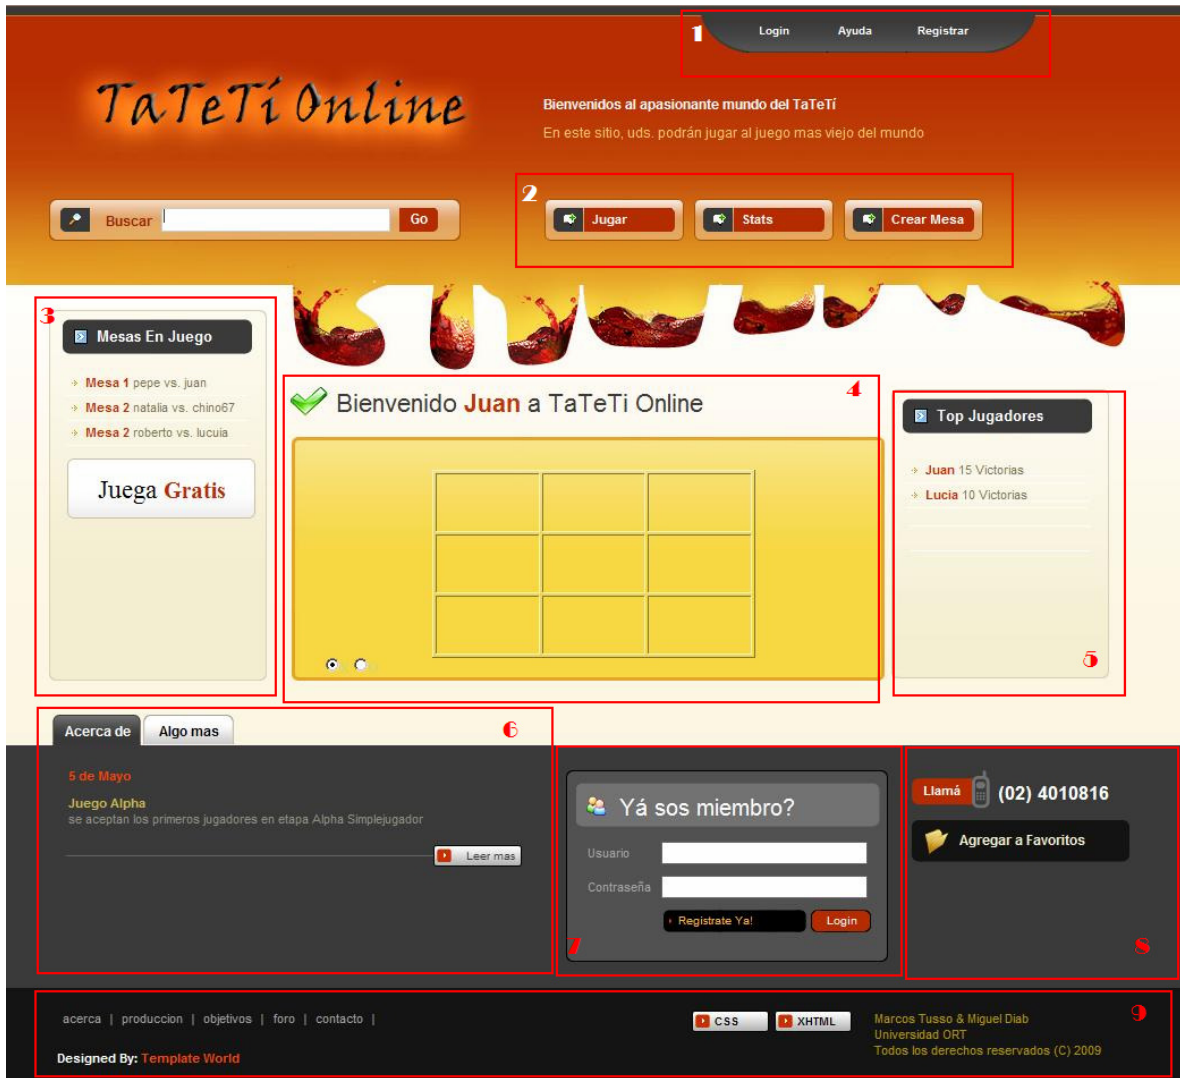 1
Login Ayuda Registrar
TaTeTí Online
Bienvenidos al apasionante mundo del TaTeTí
En este sitio, uds. podrán jugar al juego mas viejo del mundo
2
Buscar Go
Jugar Stats Crear Mesa
3
Mesas En Juego
Mesa 1 pepe vs. juan
Mesa 2 natalia vs. chino67
Mesa 2 roberto vs. lucuia
Juega Gratis
4
Bienvenido Juan a TaTeTi Online
Top Jugadores
Juan 15 Victorias
Lucia 10 Victorias
5
6
Acerca de Algo mas
5 de Mayo
Juego Alpha
se aceptan los primeros jugadores en etapa Alpha Simplejugador
Leer mas
Yá sos miembro?
Usuario
Contraseña
Registrate Ya! Login
7
Llamá (02) 4010816
Agregar a Favoritos
8
9
acerca | produccion | objetivos | foro | contacto |
Designed By: Template World
CSS XHTML
Marcos Tusso & Miguel Diab
Universidad ORT
Todos los derechos reservados (C) 2009